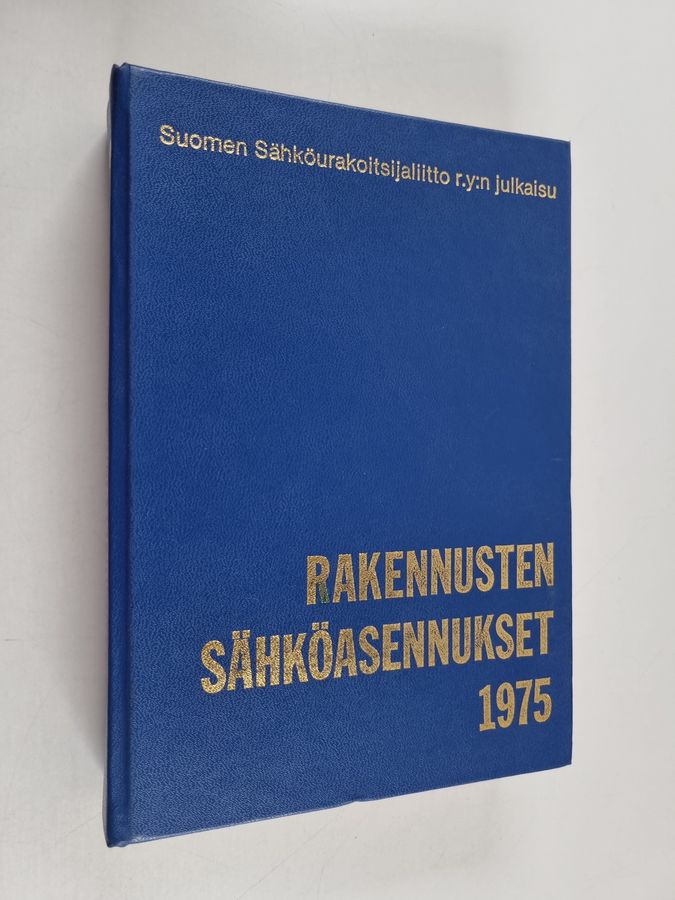 Suomen Sähköurakoitsijaliitto r.y:n julkaisu
RAKENNUSTEN
SÄHKÖASENNUKSET
1975